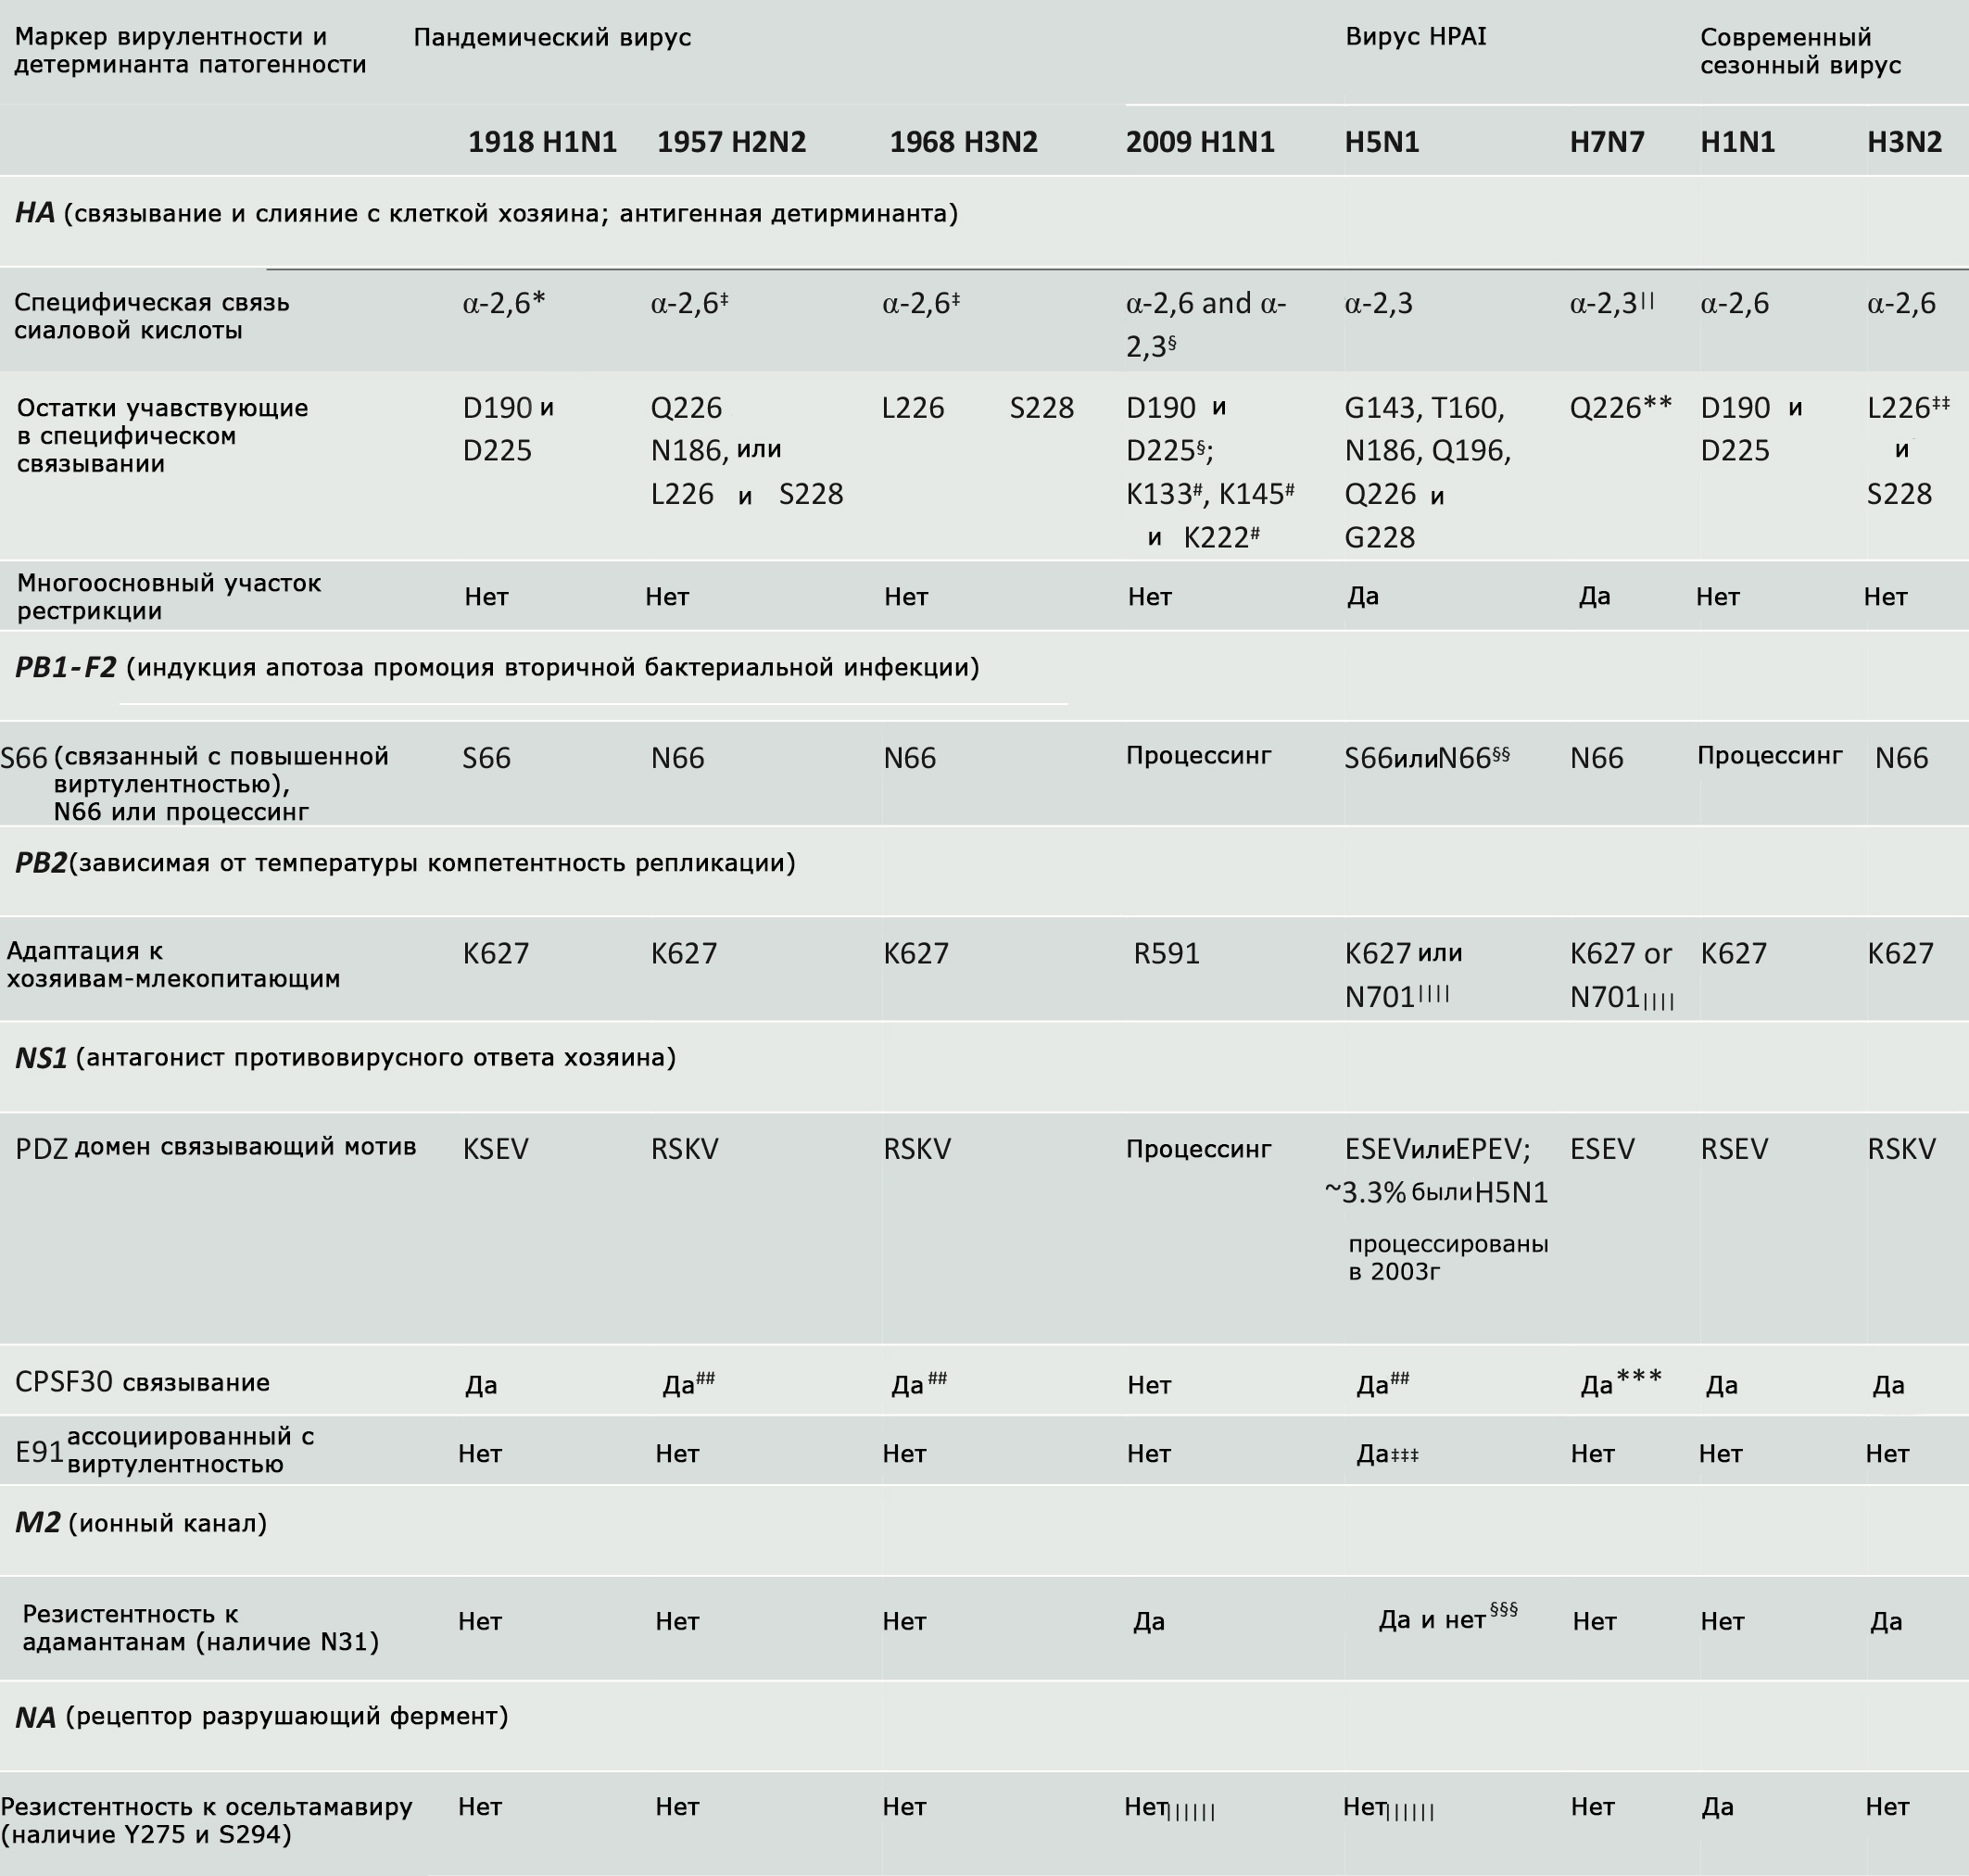 Маркер вирулентности и
детерминанта патогенности
Пандемический вирус
Вирус HPAI
Современный
сезонный вирус
1918 H1N1 1957 H2N2 1968 H3N2 2009 H1N1 H5N1 H7N7 H1N1 H3N2
HA (связывание и слияние с клеткой хозяина; антигенная детирминанта)
Специфическая связь
сиаловой кислоты
α-2,6*
α-2,6‡
α-2,6‡
α-2,6 and α-
2,3§
α-2,3
α-2,3||
α-2,6
α-2,6
Остатки учавствующие
в специфическом
связывании
D190 и
D225
Q226
N186, или
L226 и S228
L226 S228
D190 и
D225§;
K133#, K145#
и K222#
G143, T160,
N186, Q196,
Q226 и
G228
Q226**
D190 и
D225
L226‡‡
и
S228
Многоосновный участок
рестрикции
Нет Нет Нет Нет Да Да Нет Нет
PB1-F2 (индукция апотоза промоция вторичной бактериальной инфекции)
S66 (связанный с повышенной
виртулентностью),
N66 или процессинг
S66 N66 N66 Процессинг S66илиN66§§ N66 Процессинг N66
PB2(зависимая от температуры компетентность репликации)
Адаптация к
хозяивам-млекопитающим
K627
K627
K627
R591
K627 или
N701||||
K627 or
N701||||
K627
K627
NS1 (антагонист противовирусного ответа хозяина)
PDZ домен связывающий мотив
KSEV
RSKV
RSKV
Процессинг
ESEVилиEPEV;
~3.3% былиH5N1
процессированы
в 2003г
ESEV
RSEV
RSKV
CPSF30 связывание Да Да## Да## Нет Да## Да*** Да Да
E91 ассоциированный с
виртулентностью
Нет Нет Нет Нет Да‡‡‡ Нет Нет Нет
M2 (ионный канал)
Резистентность к
адамантанам (наличие N31)
Нет Нет Нет Да Да и нет§§§ Нет Нет Да
NA (рецептор разрушающий фермент)
Резистентность к осельтамавиру
(наличие Y275 и S294)
Нет Нет Нет Нет|||||| Нет|||||| Нет Да Нет